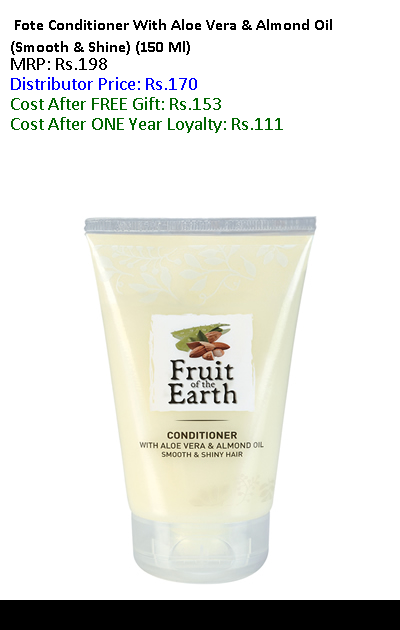 Fote Conditioner With Aloe Vera & Almond Oil
(Smooth & Shine) (150 Ml)
MRP: Rs.198
Distributor Price: Rs.170
Cost After FREE Gift: Rs.153
Cost After ONE Year Loyalty: Rs.111
Fruit
of the
Earth
CONDITIONER
WITH ALOE VERA & ALMOND OIL
SMOOTH & SHINY HAIR